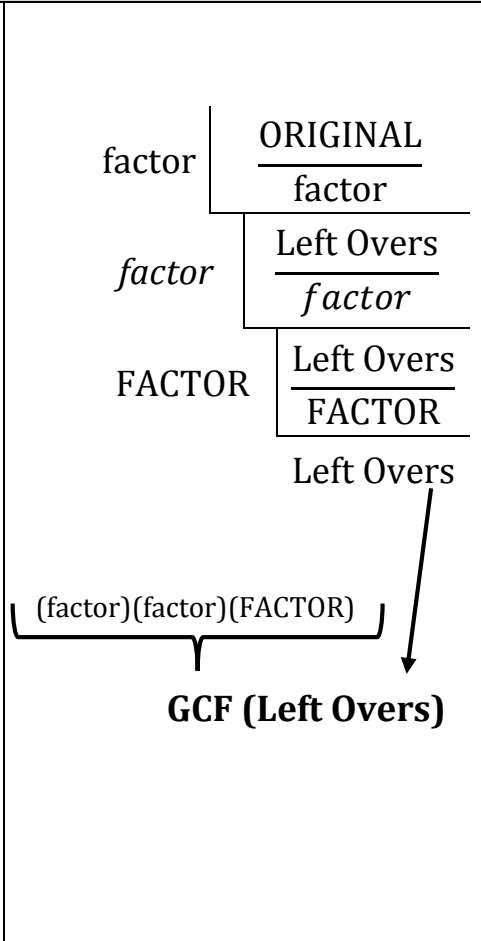 ORIGINAL
factor
factor
Left Overs
factor
factor
Left Overs
FACTOR
FACTOR
Left Overs
(factor)(factor)(FACTOR)
GCF (Left Overs)